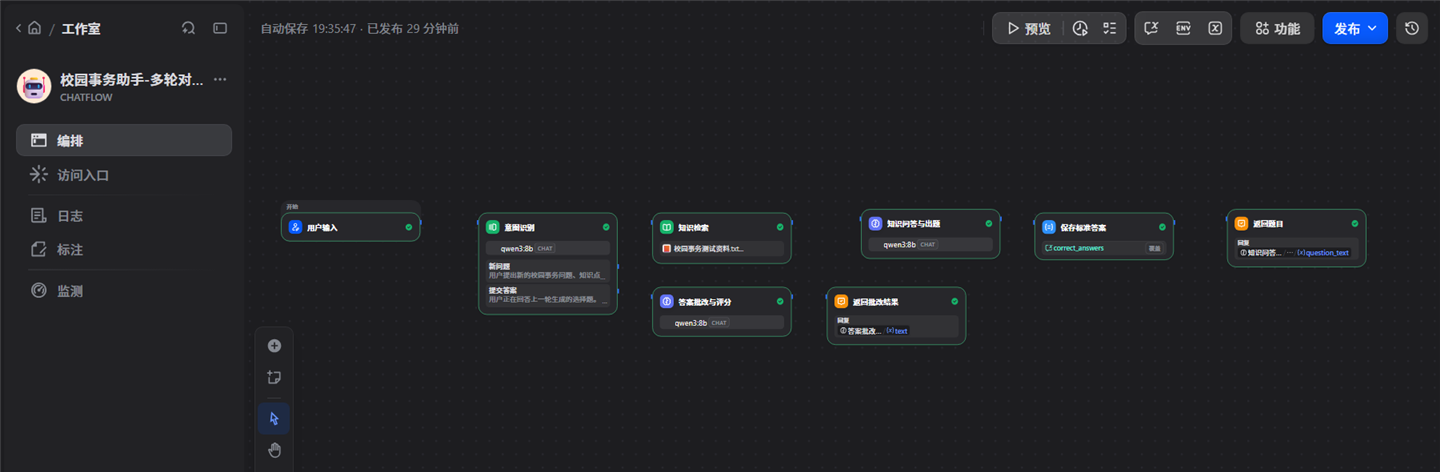 工作室
自动保存 19:35:47 · 已发布 29 分钟前
预览
ENV
功能
发布
校园事务助手-多轮对...
CHATFLOW
编排
访问入口
日志
标注
监测
开始
用户输入
意图识别
qwen3:8b CHAT
新问题
用户提出新的校园事务问题、知识点...
提交答案
用户正在回答上一轮生成的选择题。 ...
知识检索
校园事务测试资料.txt...
知识问答与出题
qwen3:8b CHAT
保存标准答案
correct_answers 覆盖
返回题目
回复
知识问答... ··· {x}question_text
答案批改与评分
qwen3:8b CHAT
返回批改结果
回复
答案批改... {x}text